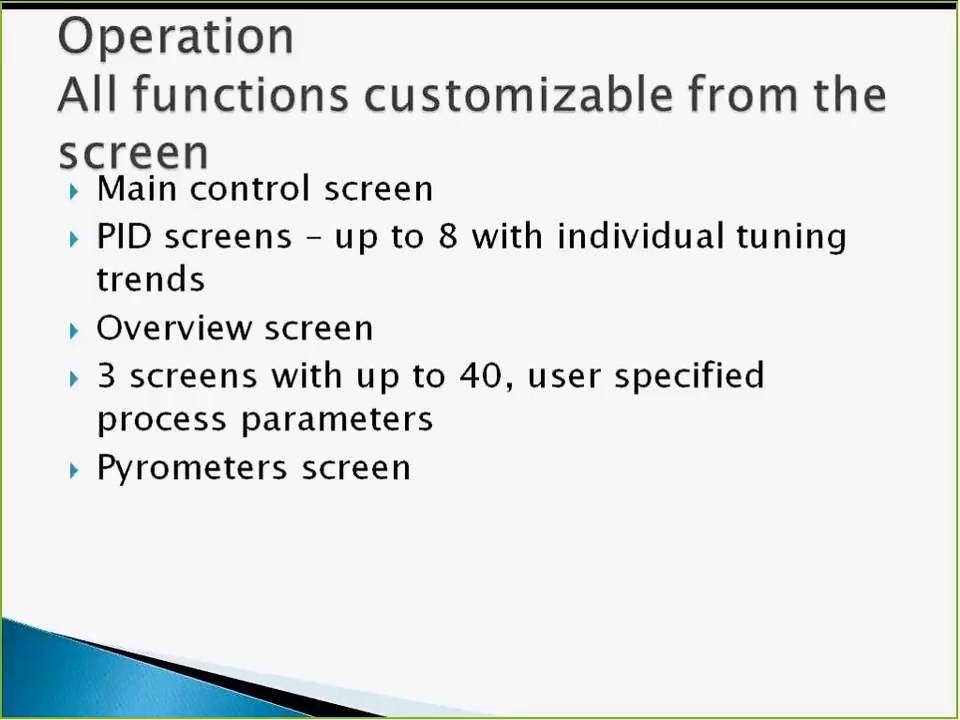 Operation
All functions customizable from the
screen
Main control screen
PID screens – up to 8 with individual tuning
trends
Overview screen
3 screens with up to 40, user specified
process parameters
Pyrometers screen